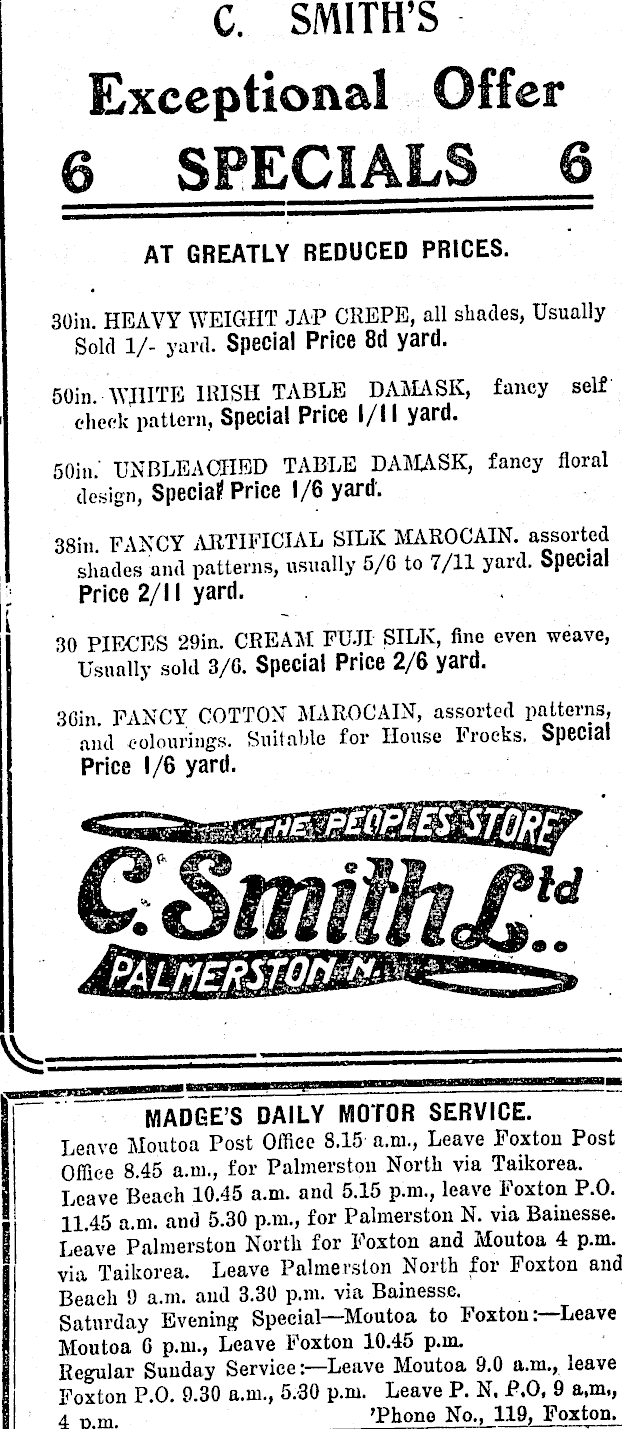 C. SMITH'S
Exceptional Offer
6 SPECIALS 6
AT GREATLY REDUCED PRICES.
30in. HEAVY WEIGHT JAP CREPE, all shades, Usually
Sold 1/- yard. Special Price 8d yard.
50in. WHITE IRISH TABLE DAMASK, fancy self
check pattern, Special Price 1/11 yard.
50in. UNBLEACHED TABLE DAMASK, fancy floral
design, Special Price 1/6 yard.
38in. FANCY ARTIFICIAL SILK MAROCAIN. assorted
shades and patterns, usually 5/6 to 7/11 yard. Special
Price 2/11 yard.
30 PIECES 29in. CREAM FUJI SILK, fine even weave,
Usually sold 3/6. Special Price 2/6 yard.
36in. FANCY COTTON MAROCAIN, assorted patterns,
and colourings. Suitable for House Frocks. Special
Price 1/6 yard.
THE PEOPLES STORE
C. Smith Ltd..
PALMERSTON N.
MADGE'S DAILY MOTOR SERVICE.
Leave Moutoa Post Office 8.15 a.m., Leave Foxton Post
Office 8.45 a.m., for Palmerston North via Taikorea.
Leave Beach 10.45 a.m. and 5.15 p.m., leave Foxton P.O.
11.45 a.m. and 5.30 p.m., for Palmerston N. via Bainesse.
Leave Palmerston North for Foxton and Moutoa 4 p.m.
via Taikorea. Leave Palmerston North for Foxton and
Beach 9 a.m. and 3.30 p.m. via Bainesse.
Saturday Evening Special—Moutoa to Foxton:—Leave
Moutoa 6 p.m., Leave Foxton 10.45 p.m.
Regular Sunday Service:—Leave Moutoa 9.0 a.m., leave
Foxton P.O. 9.30 a.m., 5.30 p.m. Leave P. N. P.O, 9 a,m.,
4 p.m. 'Phone No., 119, Foxton.